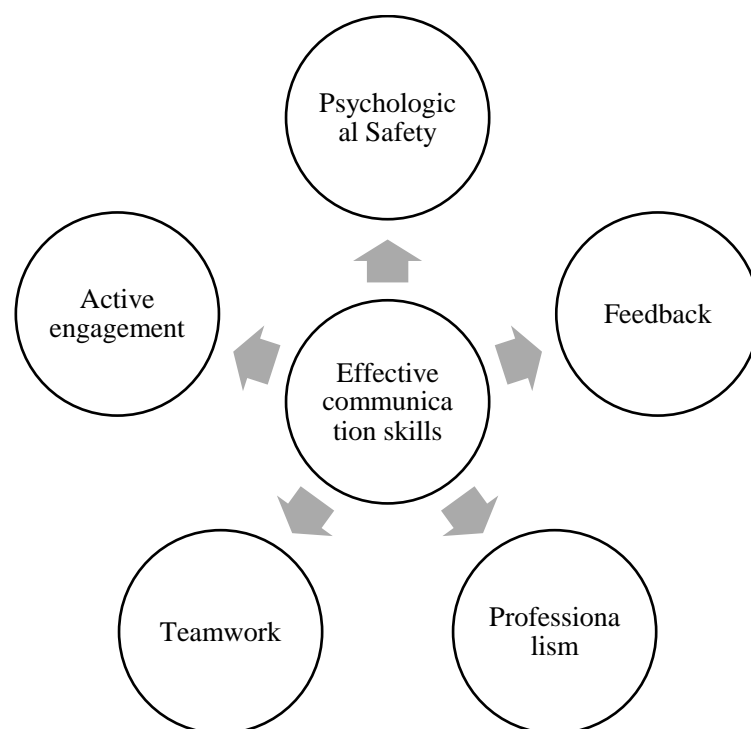 Psychologic
al Safety
Active
engagement
Feedback
Effective
communica
tion skills
Teamwork
Professiona
lism